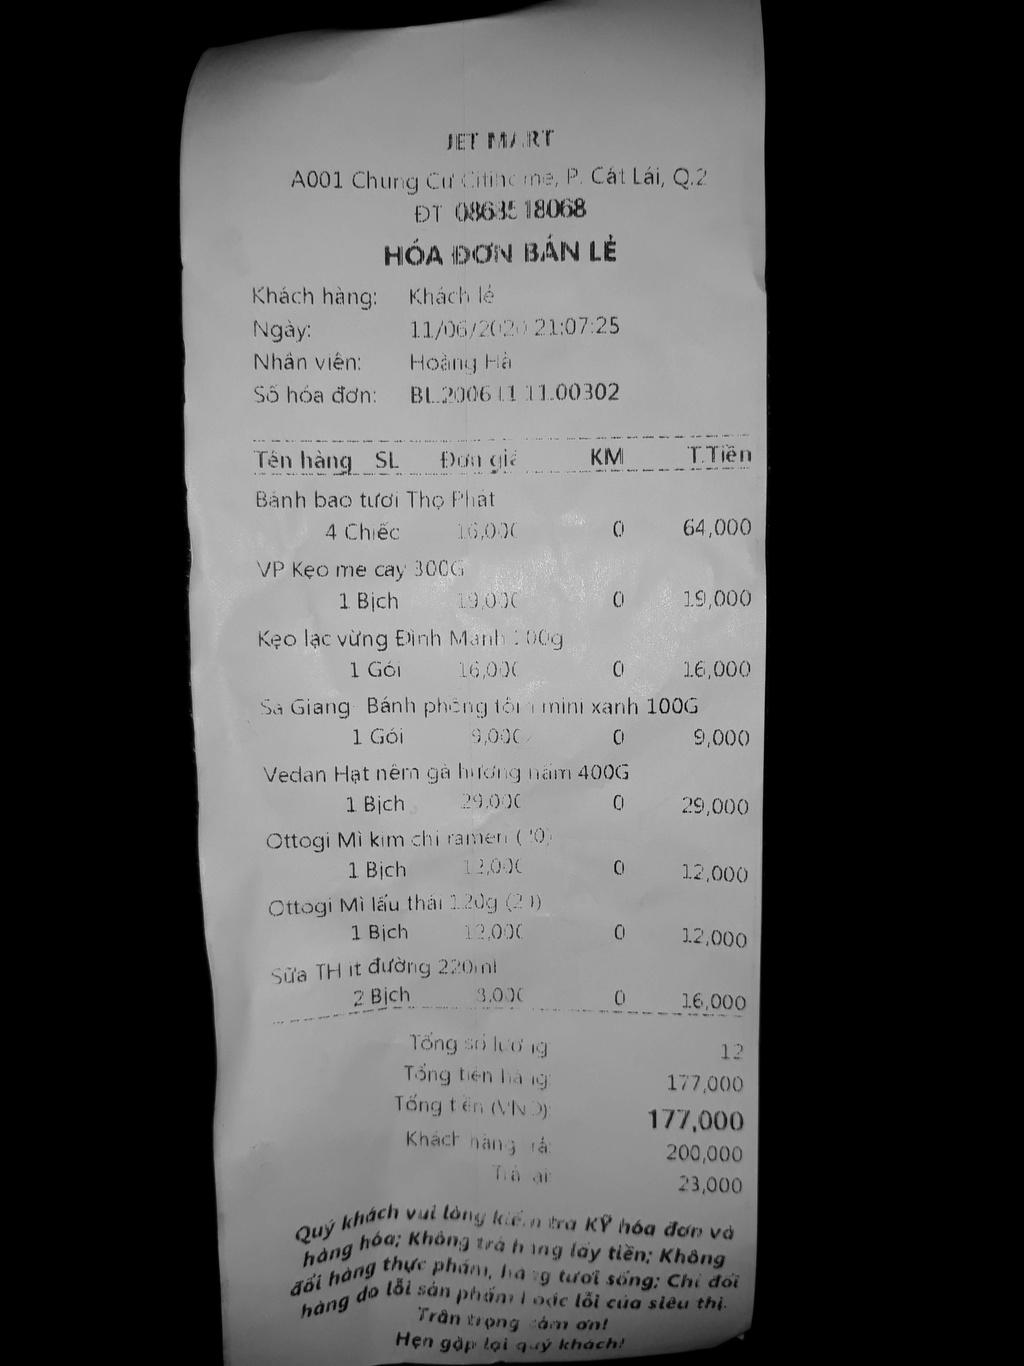 JET MART
A001 Chung Cư Citihome, P. Cát Lái, Q.2
ĐT
HÓA ĐƠN BÁN LẺ
Khách hàng: Khách lẻ
Ngày: 11/06/2020 21:07:25
Nhân viên: Hoàng Hà
Số hóa đơn:
Tên hàng SL Đơn giá KM T.Tiền
Bánh bao tươi Thọ Phát
4 Chiếc 16,000 0 64,000
VP Kẹo me cay 300G
1 Bịch 19,000 0 19,000
Kẹo lạc vừng Đình Mạnh
1 Gói 16,000 0 16,000
Sa Giang- Bánh phồng tôm mini xanh 100G
1 Gói 9,000 0 9,000
Vedan Hạt nêm gà hương nấm 400G
1 Bịch 29,000 0 29,000
Ottogi Mì kim chi ramen (20)
1 Bịch 12,000 0 12,000
Ottogi Mì lẩu thái 120g (20)
1 Bịch 12,000 0 12,000
Sữa TH ít đường 220ml
2 Bịch 8,000 0 16,000
Tổng số lượng: 12
Tổng tiền hàng: 177,000
Tổng tiền (VND): 177,000
Khách hàng trả: 200,000
Trả lại: 23,000
Quý khách vui lòng kiểm tra KỸ hóa đơn và
hàng hóa; Không trả hàng lấy tiền; Không
đổi hàng thực phẩm, hàng tươi sống; Chỉ đổi
hàng do lỗi sản phẩm hoặc lỗi của siêu thị.
Trân trọng cảm ơn!
Hẹn gặp lại quý khách!